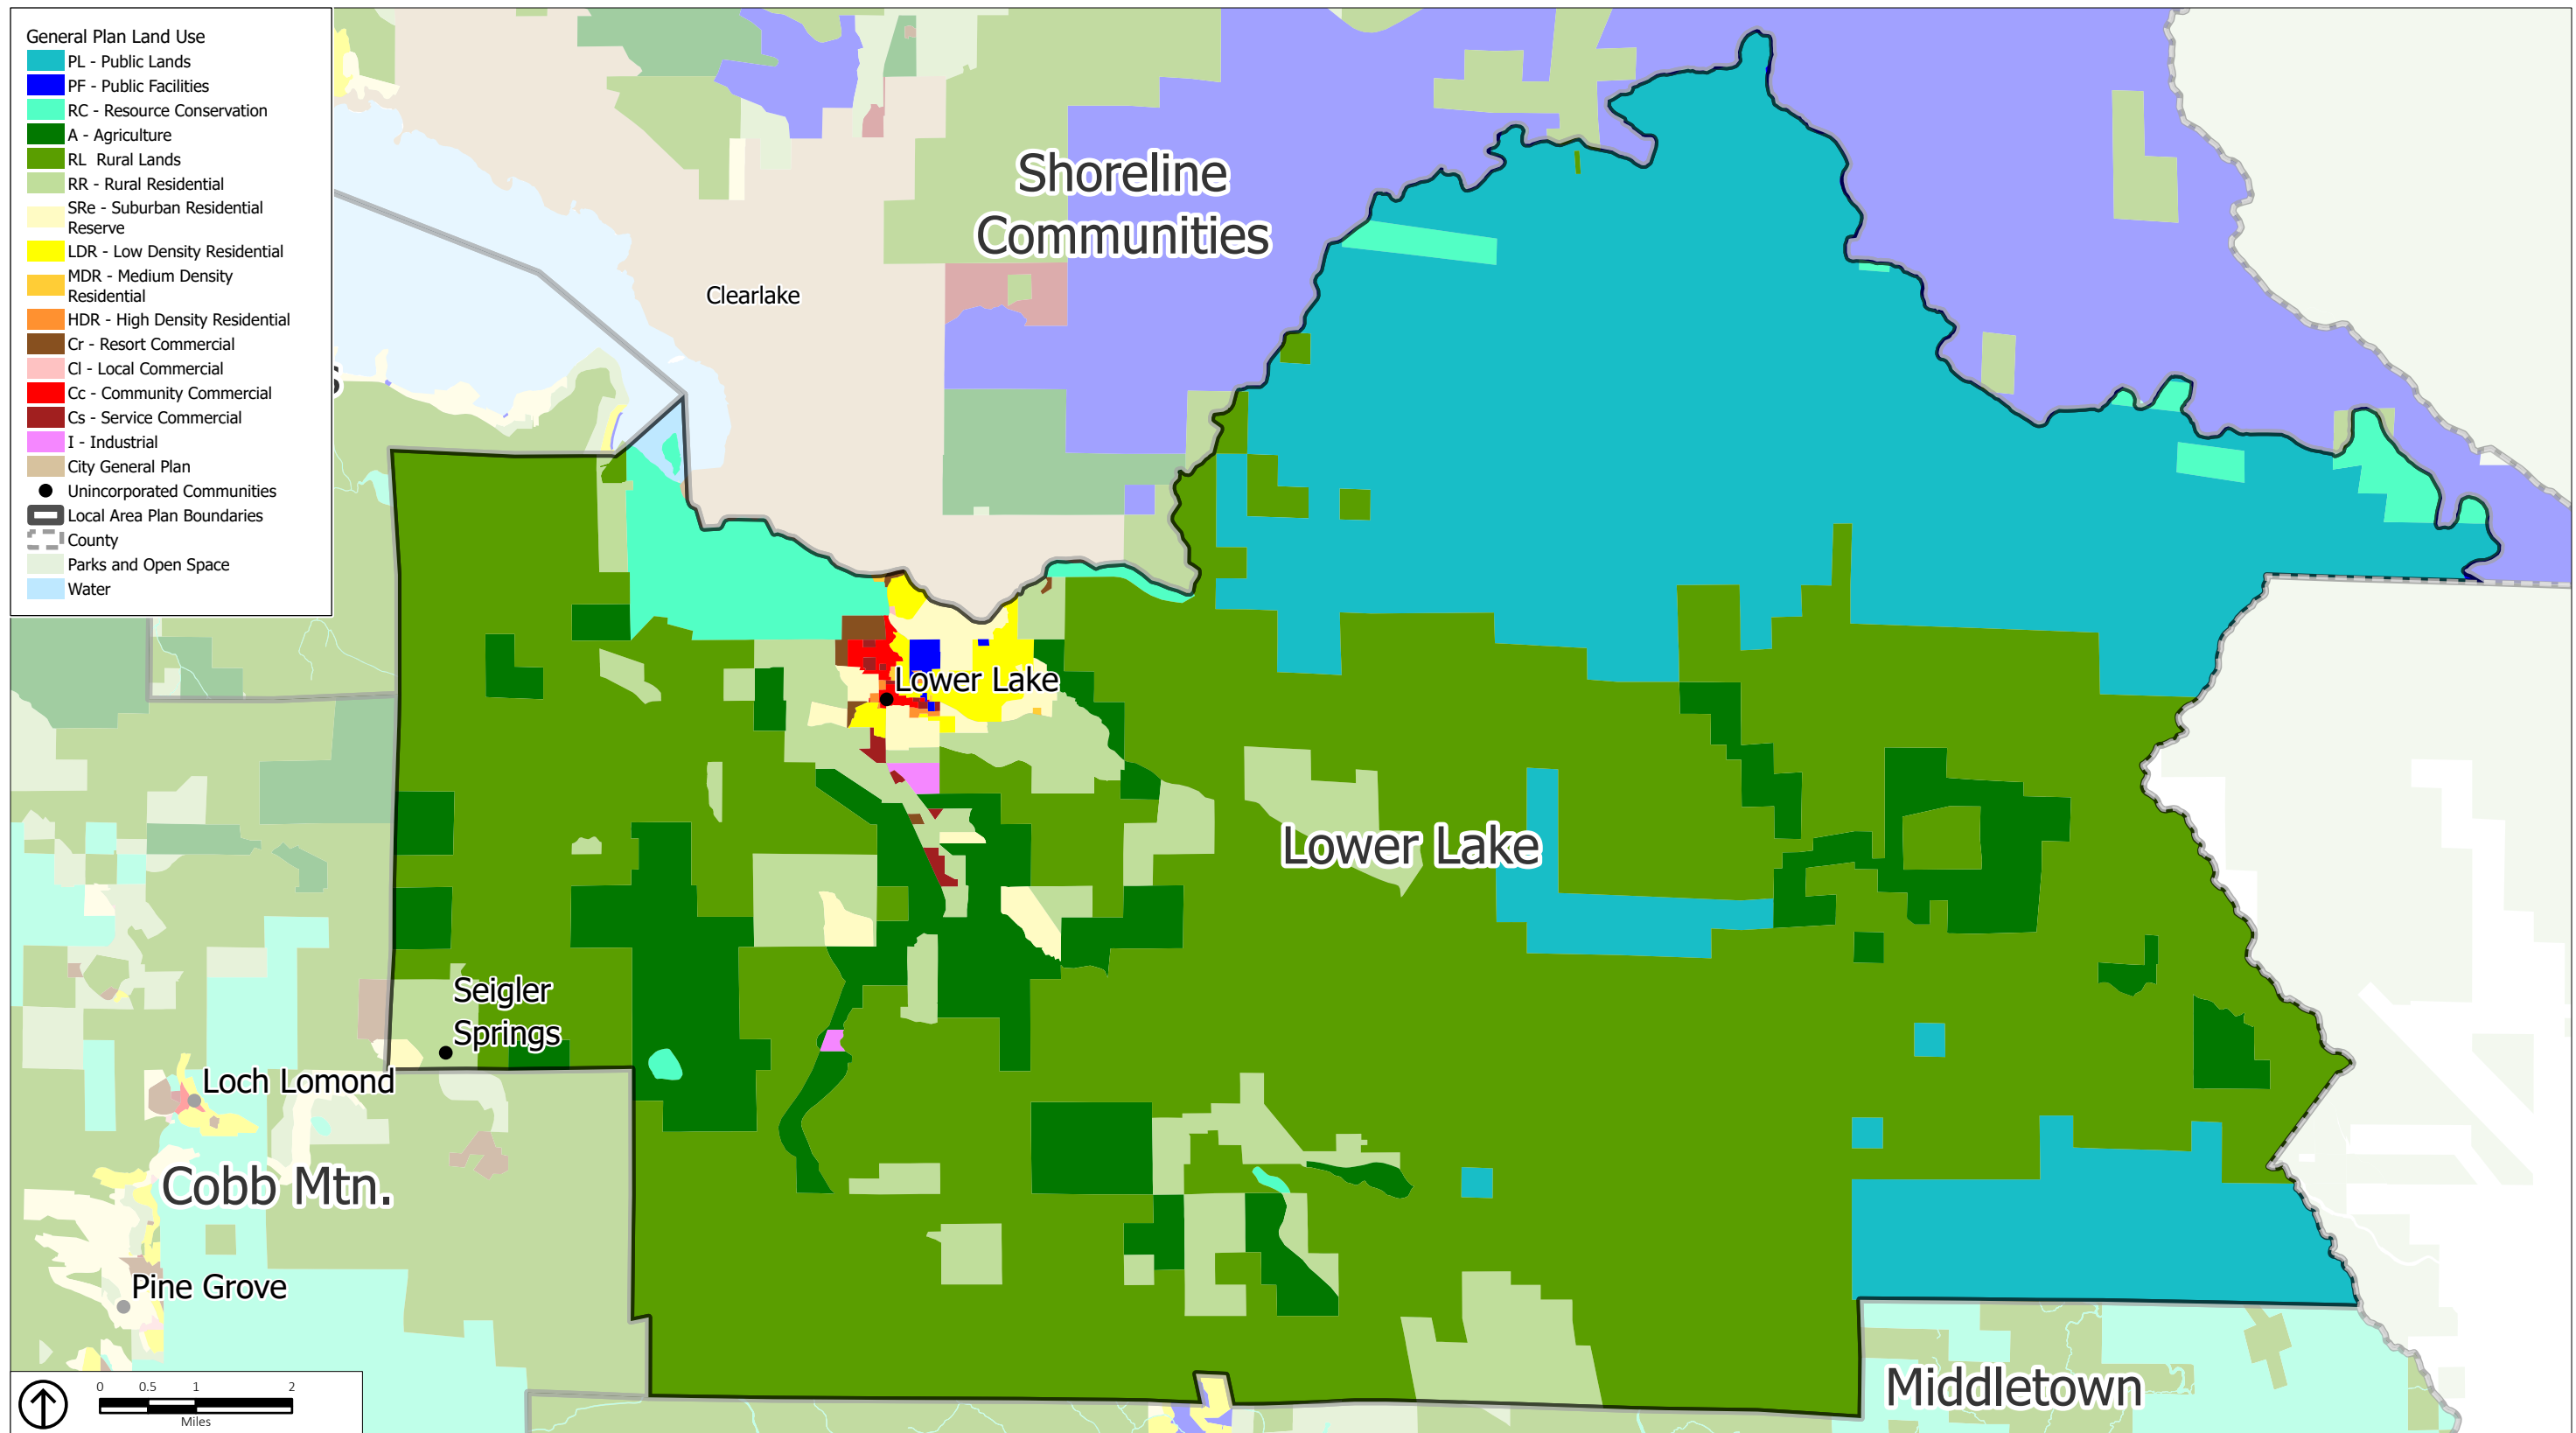 General Plan Land Use
PL - Public Lands
PF - Public Facilities
RC - Resource Conservation
A - Agriculture
RL Rural Lands
RR - Rural Residential
SRe - Suburban Residential
Reserve
LDR - Low Density Residential
MDR - Medium Density
Residential
HDR - High Density Residential
Cr - Resort Commercial
Cl - Local Commercial
Cc - Community Commercial
Cs - Service Commercial
I - Industrial
City General Plan
Unincorporated Communities
Local Area Plan Boundaries
County
Parks and Open Space
Water
Shoreline
Communities
Clearlake
Lower Lake
Lower Lake
Seigler
Springs
Loch Lomond
Cobb Mtn.
Pine Grove
Middletown
0 0.5 1 2
Miles